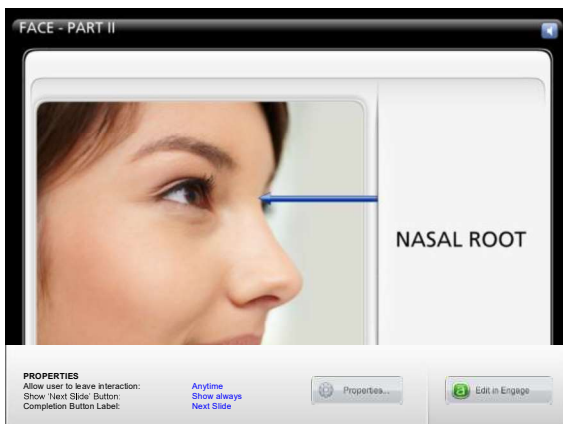 FACE - PART II
NASAL ROOT
PROPERTIES
Allow user to leave interaction: Anytime
Show 'Next Slide' Button: Show always
Completion Button Label: Next Slide
Properties...
Edit in Engage